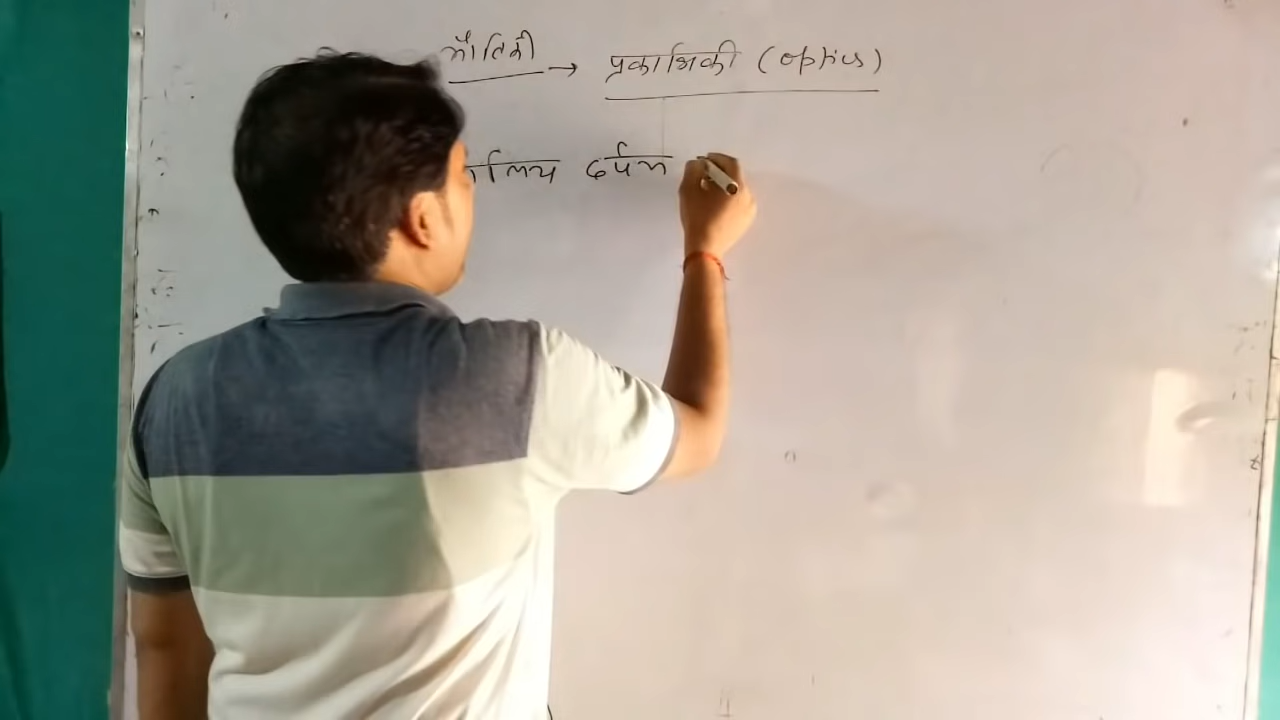 भौतिकी → प्रकाशिकी (optics)
दर्पण